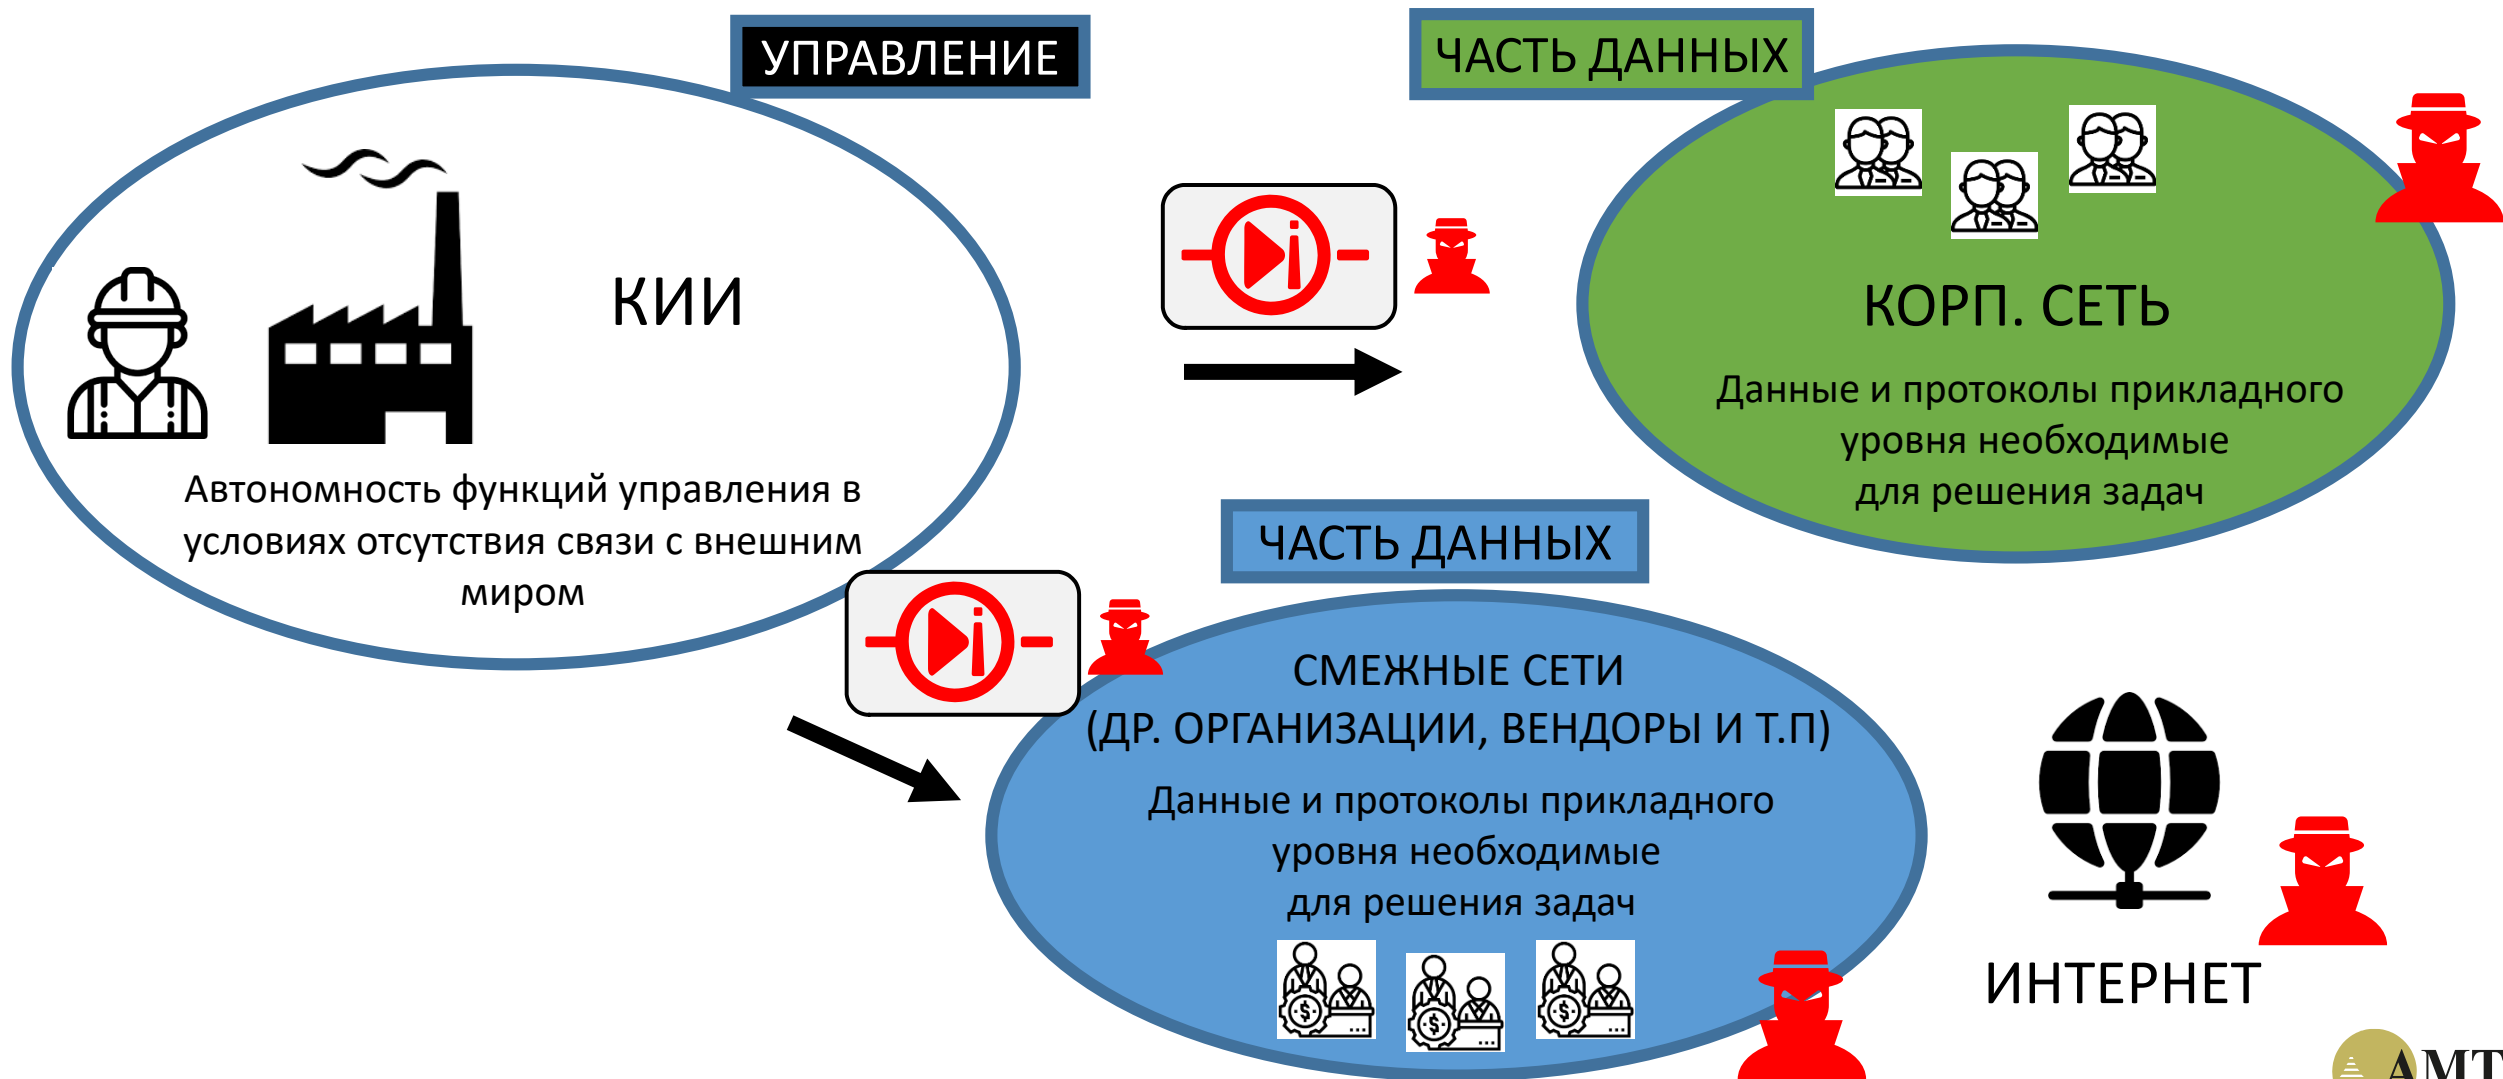 УПРАВЛЕНИЕ
КИИ
Автономность функций управления в
условиях отсутствия связи с внешним
миром
ЧАСТЬ ДАННЫХ
КОРП. СЕТЬ
Данные и протоколы прикладного
уровня необходимые
для решения задач
ЧАСТЬ ДАННЫХ
СМЕЖНЫЕ СЕТИ
(ДР. ОРГАНИЗАЦИИ, ВЕНДОРЫ И Т.П)
Данные и протоколы прикладного
уровня необходимые
для решения задач
ИНТЕРНЕТ
АМТ